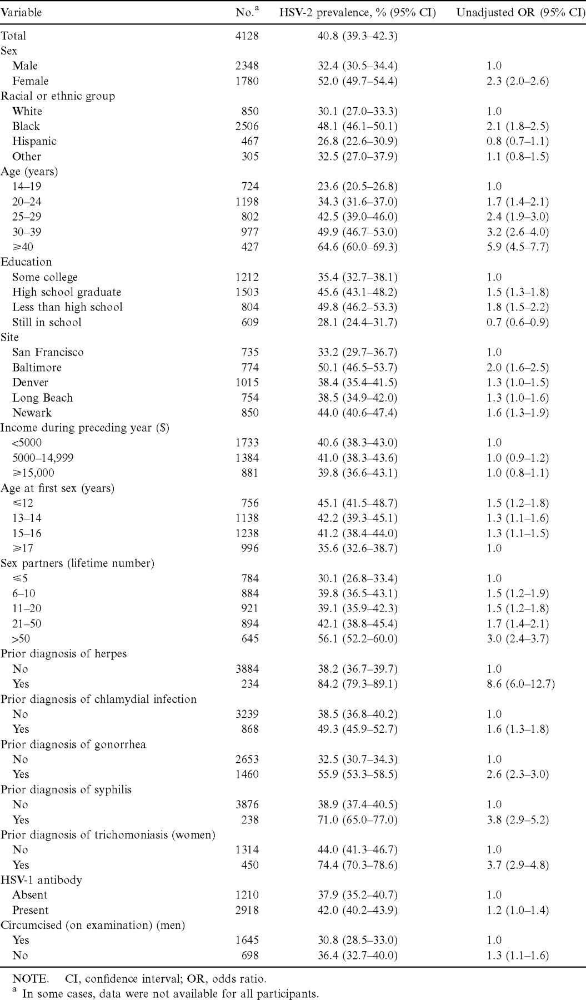 Variable No.a HSV-2 prevalence, % (95% CI) Unadjusted OR (95% CI)
Total 4128 40.8 (39.3–42.3)
Sex
Male 2348 32.4 (30.5–34.4) 1.0
Female 1780 52.0 (49.7–54.4) 2.3 (2.0–2.6)
Racial or ethnic group
White 850 30.1 (27.0–33.3) 1.0
Black 2506 48.1 (46.1–50.1) 2.1 (1.8–2.5)
Hispanic 467 26.8 (22.6–30.9) 0.8 (0.7–1.1)
Other 305 32.5 (27.0–37.9) 1.1 (0.8–1.5)
Age (years)
14–19 724 23.6 (20.5–26.8) 1.0
20–24 1198 34.3 (31.6–37.0) 1.7 (1.4–2.1)
25–29 802 42.5 (39.0–46.0) 2.4 (1.9–3.0)
30–39 977 49.9 (46.7–53.0) 3.2 (2.6–4.0)
⩾40 427 64.6 (60.0–69.3) 5.9 (4.5–7.7)
Education
Some college 1212 35.4 (32.7–38.1) 1.0
High school graduate 1503 45.6 (43.1–48.2) 1.5 (1.3–1.8)
Less than high school 804 49.8 (46.2–53.3) 1.8 (1.5–2.2)
Still in school 609 28.1 (24.4–31.7) 0.7 (0.6–0.9)
Site
San Francisco 735 33.2 (29.7–36.7) 1.0
Baltimore 774 50.1 (46.5–53.7) 2.0 (1.6–2.5)
Denver 1015 38.4 (35.4–41.5) 1.3 (1.0–1.5)
Long Beach 754 38.5 (34.9–42.0) 1.3 (1.0–1.6)
Newark 850 44.0 (40.6–47.4) 1.6 (1.3–1.9)
Income during preceding year ($)
<5000 1733 40.6 (38.3–43.0) 1.0
5000–14,999 1384 41.0 (38.3–43.6) 1.0 (0.9–1.2)
⩾15,000 881 39.8 (36.6–43.1) 1.0 (0.8–1.1)
Age at first sex (years)
⩽12 756 45.1 (41.5–48.7) 1.5 (1.2–1.8)
13–14 1138 42.2 (39.3–45.1) 1.3 (1.1–1.6)
15–16 1238 41.2 (38.4–44.0) 1.3 (1.1–1.5)
⩾17 996 35.6 (32.6–38.7) 1.0
Sex partners (lifetime number)
⩽5 784 30.1 (26.8–33.4) 1.0
6–10 884 39.8 (36.5–43.1) 1.5 (1.2–1.9)
11–20 921 39.1 (35.9–42.3) 1.5 (1.2–1.8)
21–50 894 42.1 (38.8–45.4) 1.7 (1.4–2.1)
>50 645 56.1 (52.2–60.0) 3.0 (2.4–3.7)
Prior diagnosis of herpes
No 3884 38.2 (36.7–39.7) 1.0
Yes 234 84.2 (79.3–89.1) 8.6 (6.0–12.7)
Prior diagnosis of chlamydial infection
No 3239 38.5 (36.8–40.2) 1.0
Yes 868 49.3 (45.9–52.7) 1.6 (1.3–1.8)
Prior diagnosis of gonorrhea
No 2653 32.5 (30.7–34.3) 1.0
Yes 1460 55.9 (53.3–58.5) 2.6 (2.3–3.0)
Prior diagnosis of syphilis
No 3876 38.9 (37.4–40.5) 1.0
Yes 238 71.0 (65.0–77.0) 3.8 (2.9–5.2)
Prior diagnosis of trichomoniasis (women)
No 1314 44.0 (41.3–46.7) 1.0
Yes 450 74.4 (70.3–78.6) 3.7 (2.9–4.8)
HSV-1 antibody
Absent 1210 37.9 (35.2–40.7) 1.0
Present 2918 42.0 (40.2–43.9) 1.2 (1.0–1.4)
Circumcised (on examination) (men)
Yes 1645 30.8 (28.5–33.0) 1.0
No 698 36.4 (32.7–40.0) 1.3 (1.1–1.6)
NOTE. CI, confidence interval; OR, odds ratio.
a In some cases, data were not available for all participants.